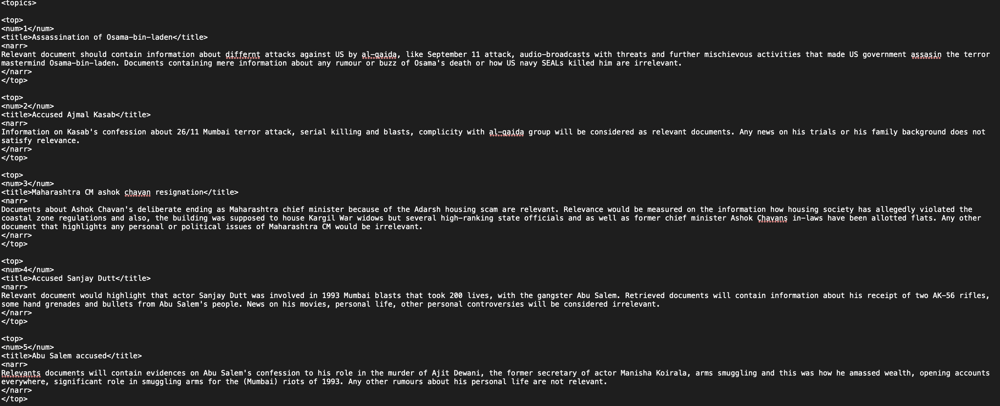 <topics>
<top>
<num>1</num>
<title>Assassination of Osama-bin-laden</title>
<narr>
Relevant document should contain information about differnt attacks against US by al-qaida, like September 11 attack, audio-broadcasts with threats and further mischievous activities that made US government assasin the terror
mastermind Osama-bin-laden. Documents containing mere information about any rumour or buzz of Osama's death or how US navy SEALs killed him are irrelevant.
</narr>
</top>
<top>
<num>2</num>
<title>Accused Ajmal Kasab</title>
<narr>
Information on Kasab's confession about 26/11 Mumbai terror attack, serial killing and blasts, complicity with al-qaida group will be considered as relevant documents. Any news on his trials or his family background does not
satisfy relevance.
</narr>
</top>
<top>
<num>3</num>
<title>Maharashtra CM ashok chavan resignation</title>
<narr>
Documents about Ashok Chavan's deliberate ending as Maharashtra chief minister because of the Adarsh housing scam are relevant. Relevance would be measured on the information how housing society has allegedly violated the
coastal zone regulations and also, the building was supposed to house Kargil War widows but several high-ranking state officials and as well as former chief minister Ashok Chavans in-laws have been allotted flats. Any other
document that highlights any personal or political issues of Maharashtra CM would be irrelevant.
</narr>
</top>
<top>
<num>4</num>
<title>Accused Sanjay Dutt</title>
<narr>
Relevant document would highlight that actor Sanjay Dutt was involved in 1993 Mumbai blasts that took 200 lives, with the gangster Abu Salem. Retrieved documents will contain information about his receipt of two AK-56 rifles,
some hand grenades and bullets from Abu Salem's people. News on his movies, personal life, other personal controversies will be considered irrelevant.
</narr>
</top>
<top>
<num>5</num>
<title>Abu Salem accused</title>
<narr>
Relevants documents will contain evidences on Abu Salem's confession to his role in the murder of Ajit Dewani, the former secretary of actor Manisha Koirala, arms smuggling and this was how he amassed wealth, opening accounts
everywhere, significant role in smuggling arms for the (Mumbai) riots of 1993. Any other rumours about his personal life are not relevant.
</narr>
</top>